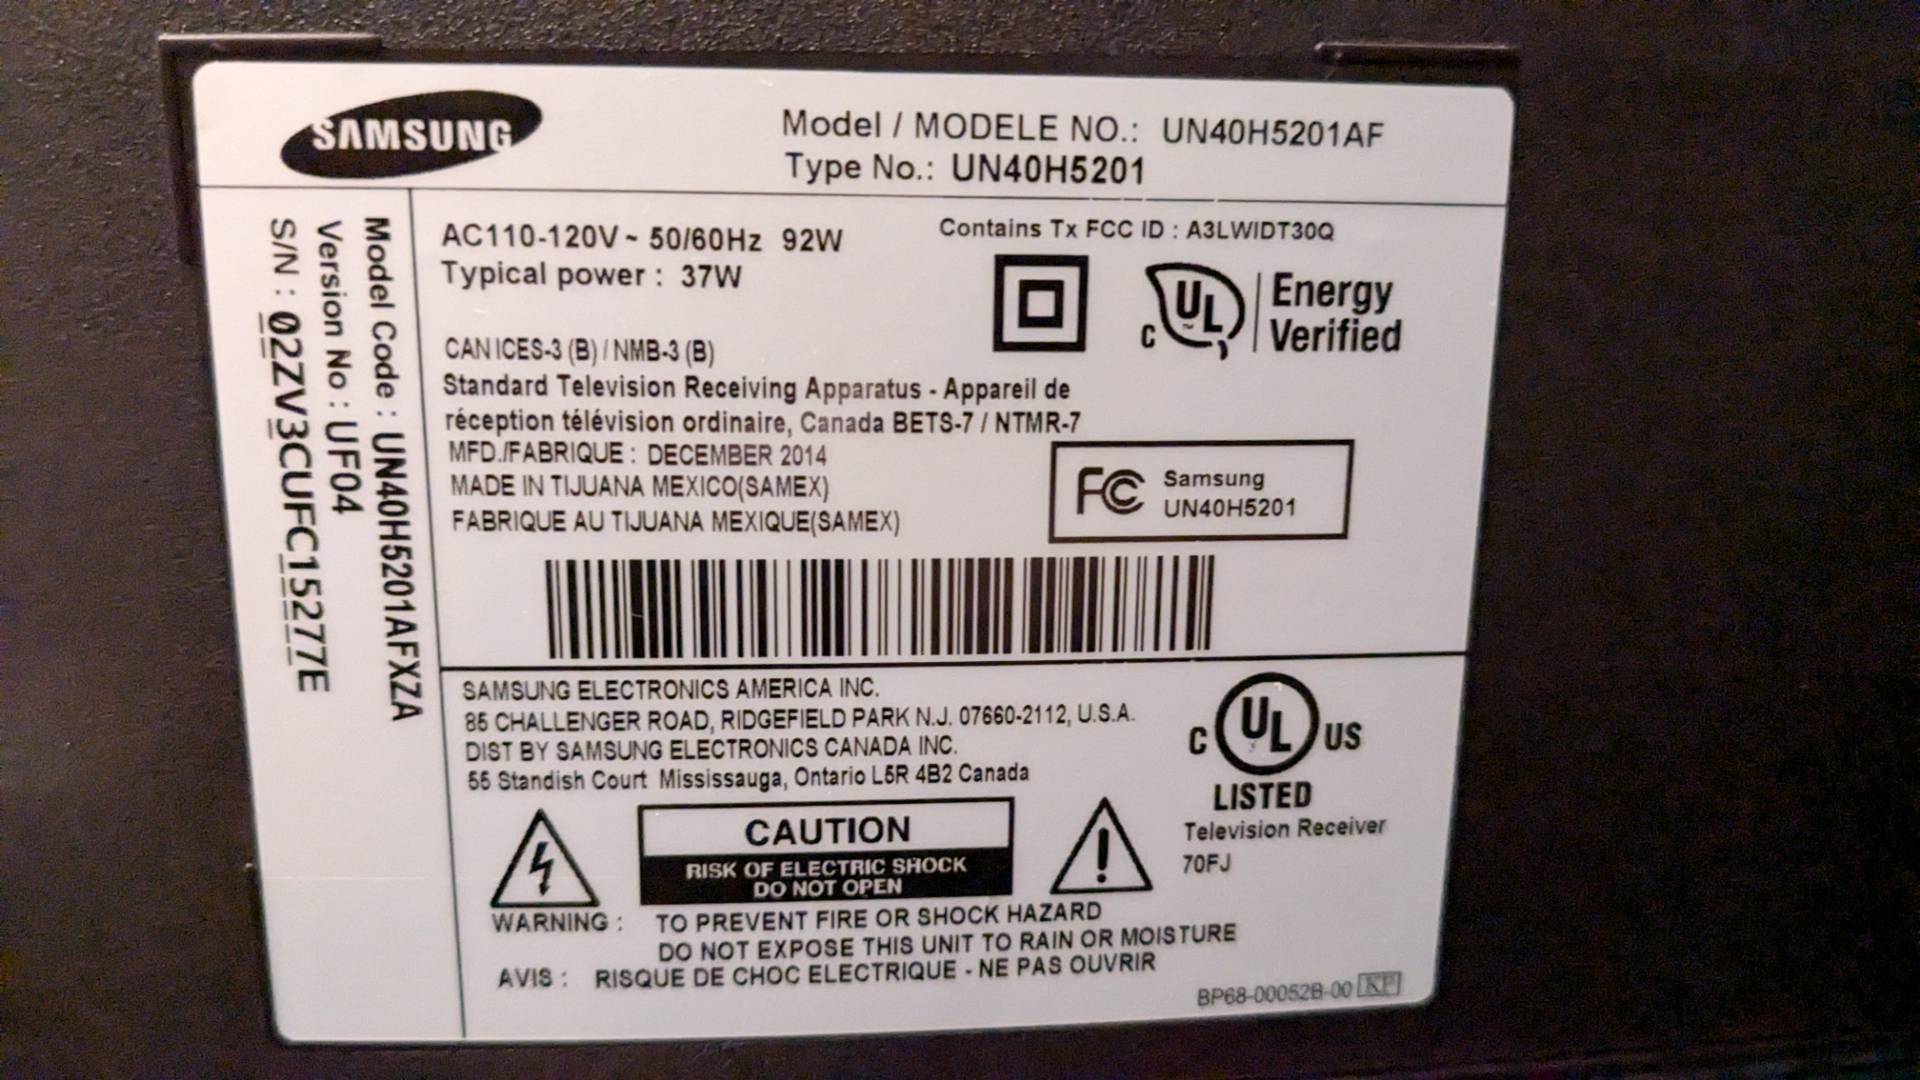 SAMSUNG
Model / MODELE NO.: UN40H5201AF
Type No.: UN40H5201
Model Code : UN40H5201AFXZA
Version No : UF04
S/N : 02ZV3CUFC15277E
AC110-120V ~ 50/60Hz 92W
Typical power : 37W
Contains Tx FCC ID : A3LWIDT30Q
C UL Energy
Verified
CAN ICES-3 (B) / NMB-3 (B)
Standard Television Receiving Apparatus - Appareil de
réception télévision ordinaire, Canada BETS-7 / NTMR-7
MFD./FABRIQUE : DECEMBER 2014
MADE IN TIJUANA MEXICO(SAMEX)
FABRIQUE AU TIJUANA MEXIQUE(SAMEX)
FC Samsung
UN40H5201
SAMSUNG ELECTRONICS AMERICA INC.
85 CHALLENGER ROAD, RIDGEFIELD PARK N.J. 07660-2112, U.S.A.
DIST BY SAMSUNG ELECTRONICS CANADA INC.
55 Standish Court Mississauga, Ontario L5R 4B2 Canada
C UL US
LISTED
Television Receiver
70FJ
CAUTION
RISK OF ELECTRIC SHOCK
DO NOT OPEN
WARNING : TO PREVENT FIRE OR SHOCK HAZARD
DO NOT EXPOSE THIS UNIT TO RAIN OR MOISTURE
AVIS : RISQUE DE CHOC ELECTRIQUE - NE PAS OUVRIR
BP68-00052B-00 KP